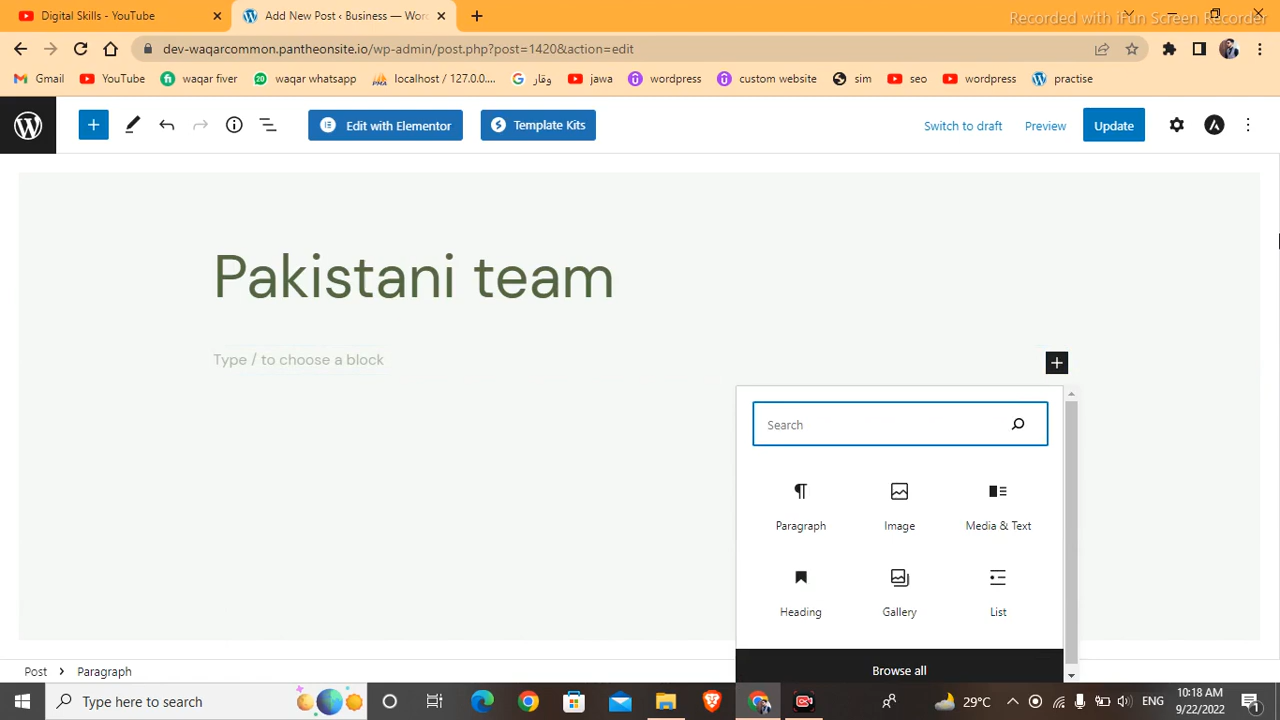 Digital Skills - YouTube
Add New Post ‹ Business — Wor
Recorded with iFun Screen Recorder
dev-waqarcommon.pantheonsite.io/wp-admin/post.php?post=1420&action=edit
Gmail
YouTube
waqar fiver
20
waqar whatsapp
localhost / 127.0.0....
وقار
jawa
wordpress
custom website
sim
seo
wordpress
practise
Edit with Elementor
Template Kits
Switch to draft
Preview
Update
Pakistani team
Type / to choose a block
Search
Paragraph
Image
Media & Text
Heading
Gallery
List
Browse all
Post
Paragraph
Type here to search
29°C
ENG
10:18 AM
9/22/2022
1